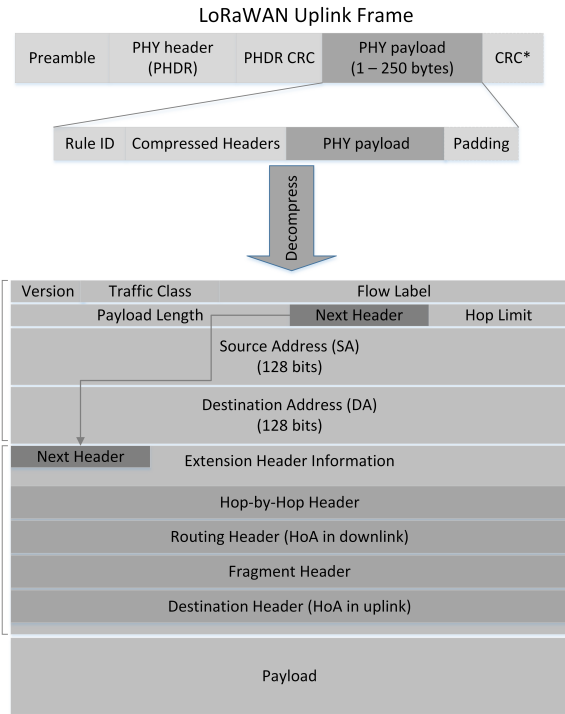 LoRaWAN Uplink Frame
Preamble
PHY header
(PHDR)
PHDR CRC
PHY payload
(1 – 250 bytes)
CRC*
Rule ID
Compressed Headers
PHY payload
Padding
Decompress
Version
Traffic Class
Flow Label
Payload Length
Next Header
Hop Limit
Source Address (SA)
(128 bits)
Destination Address (DA)
(128 bits)
Next Header
Extension Header Information
Hop-by-Hop Header
Routing Header (HoA in downlink)
Fragment Header
Destination Header (HoA in uplink)
Payload